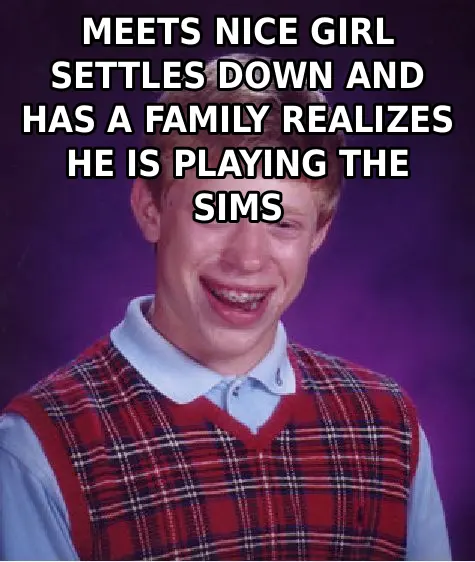 MEETS NICE GIRL
SETTLES DOWN AND
HAS A FAMILY REALIZES
HE IS PLAYING THE
SIMS